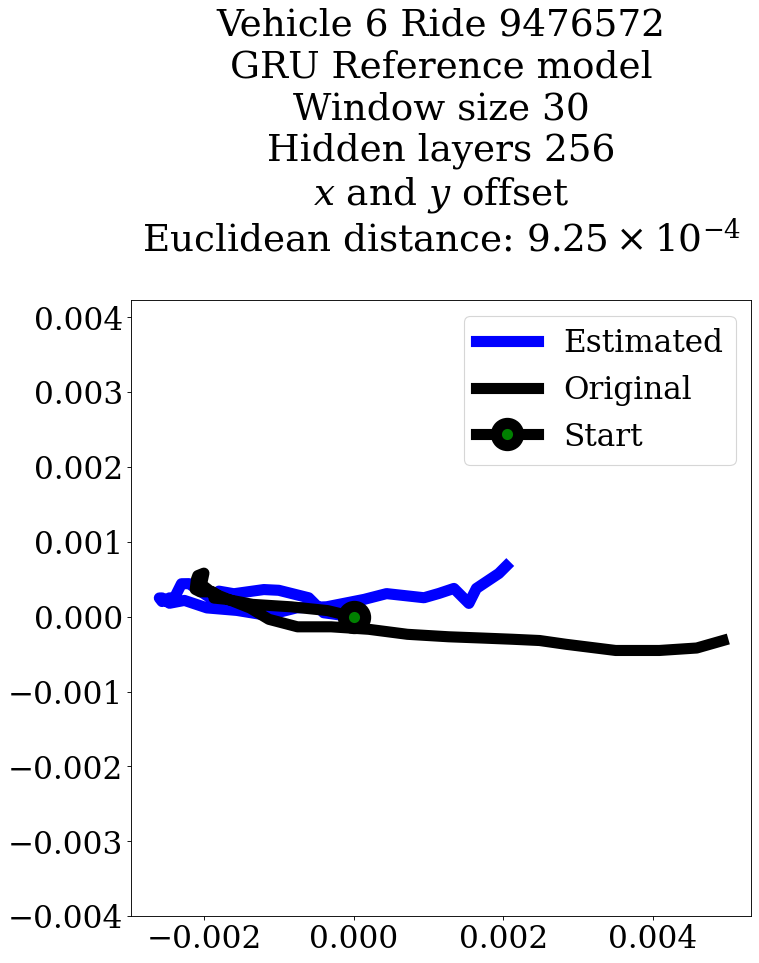 Vehicle 6 Ride 9476572
GRU Reference model
Window size 30
Hidden layers 256
x and y offset
Euclidean distance: 9.25 × 10⁻⁴
Estimated
Original
Start
0.004
0.003
0.002
0.001
0.000
−0.001
−0.002
−0.003
−0.004
−0.002 0.000 0.002 0.004